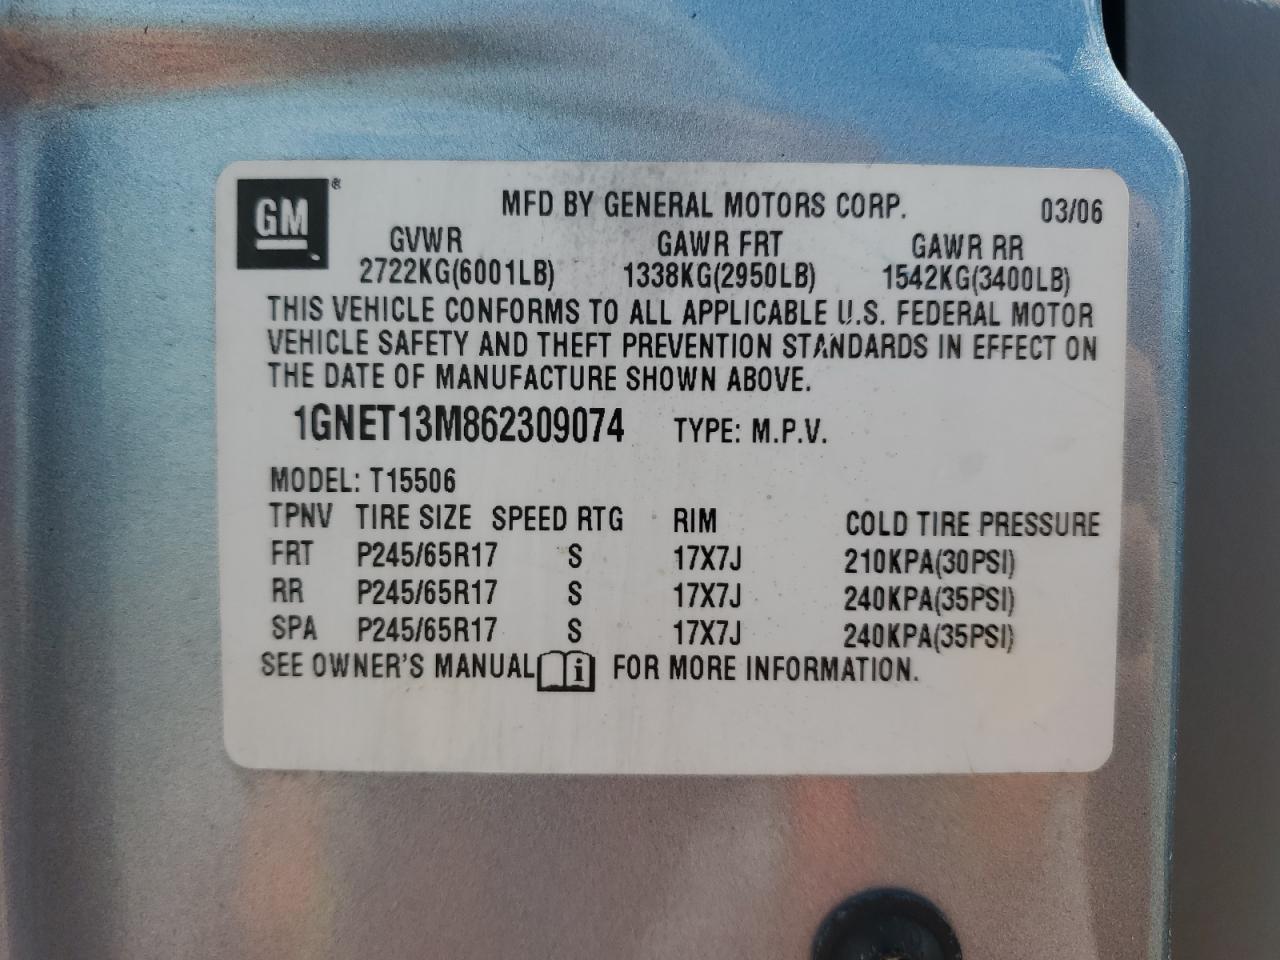 GM ®
MFD BY GENERAL MOTORS CORP. 03/06
GVWR GAWR FRT GAWR RR
2722KG(6001LB) 1338KG(2950LB) 1542KG(3400LB)
THIS VEHICLE CONFORMS TO ALL APPLICABLE U.S. FEDERAL MOTOR
VEHICLE SAFETY AND THEFT PREVENTION STANDARDS IN EFFECT ON
THE DATE OF MANUFACTURE SHOWN ABOVE.
1GNET13M862309074 TYPE: M.P.V.
MODEL: T15506
TPNV TIRE SIZE SPEED RTG RIM COLD TIRE PRESSURE
FRT P245/65R17 S 17X7J 210KPA(30PSI)
RR P245/65R17 S 17X7J 240KPA(35PSI)
SPA P245/65R17 S 17X7J 240KPA(35PSI)
SEE OWNER'S MANUAL i FOR MORE INFORMATION.